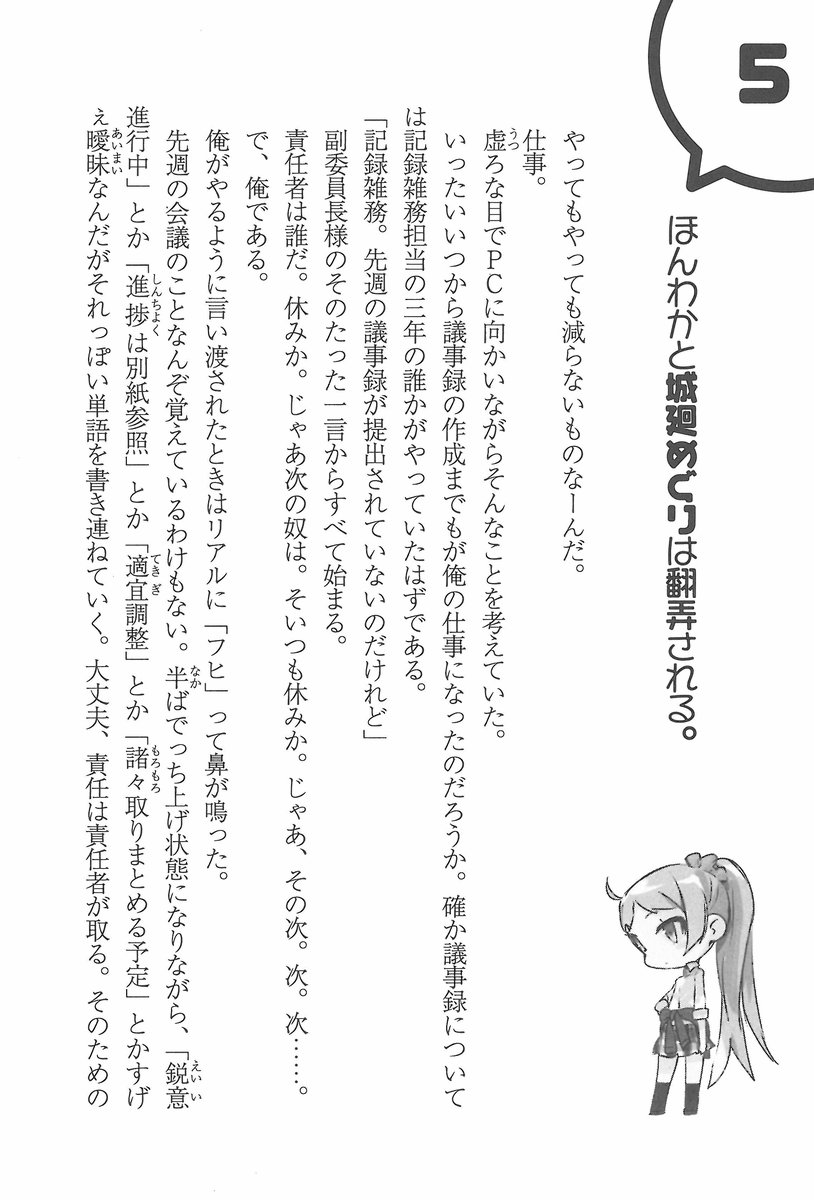 5
ほんわかと城廻めぐりは翻弄される。
やってもやっても減らないものなーんだ。
仕事。
虚ろな目でPCに向かいながらそんなことを考えていた。
いったいいつから議事録の作成までもが俺の仕事になったのだろうか。確か議事録について
は記録雑務担当の三年の誰かがやっていたはずである。
「記録雑務。先週の議事録が提出されていないのだけれど」
副委員長様のそのたった一言からすべて始まる。
責任者は誰だ。休みか。じゃあ次の奴は。そいつも休みか。じゃあ、その次。次。次……。
で、俺である。
俺がやるように言い渡されたときはリアルに「フヒ」って鼻が鳴った。
先週の会議のことなんぞ覚えているわけもない。半ばでっち上げ状態になりながら、「鋭意
進行中」とか「進捗は別紙参照」とか「適宜調整」とか「諸々取りまとめる予定」とかすげ
ぇ曖昧なんだがそれっぽい単語を書き連ねていく。大丈夫、責任は責任者が取る。そのための